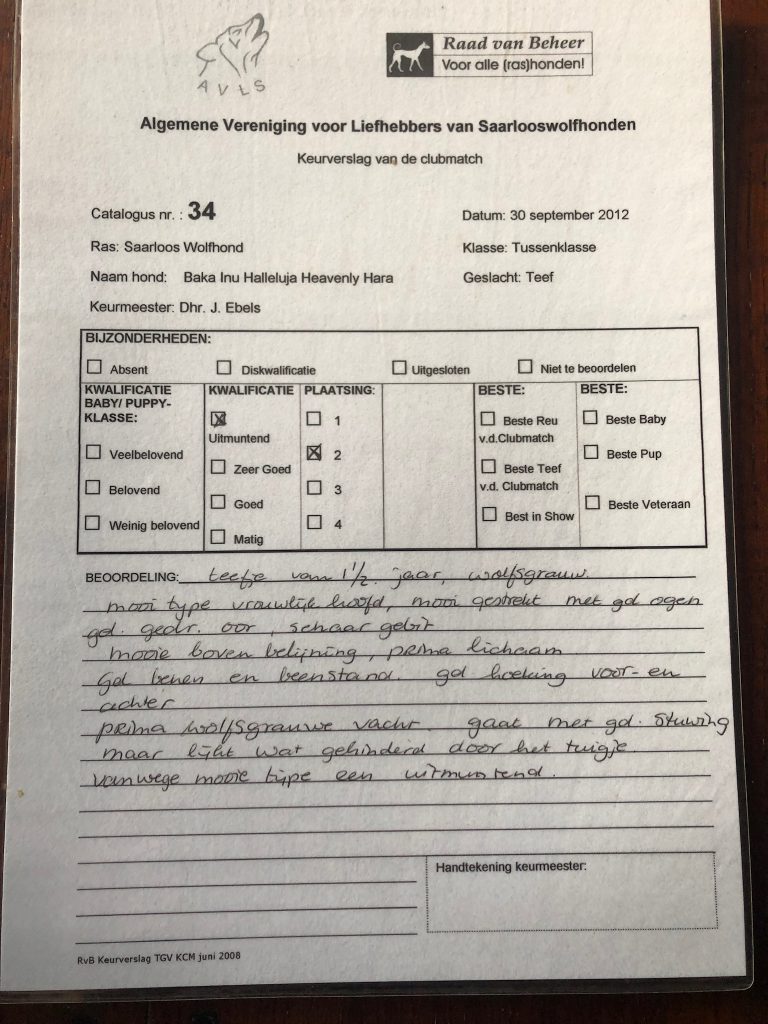 AVLS
Raad van Beheer
Voor alle (ras)honden!
Algemene Vereniging voor Liefhebbers van Saarlooswolfhonden
Keurverslag van de clubmatch
Catalogus nr. : 34
Datum: 30 september 2012
Ras: Saarloos Wolfhond
Klasse: Tussenklasse
Naam hond: Baka Inu Halleluja Heavenly Hara
Geslacht: Teef
Keurmeester: Dhr. J. Ebels
BIJZONDERHEDEN:
Absent
Diskwalificatie
Uitgesloten
Niet te beoordelen
KWALIFICATIE
BABY/ PUPPY-
KLASSE:
Veelbelovend
Belovend
Weinig belovend
KWALIFICATIE
Uitmuntend
Zeer Goed
Goed
Matig
PLAATSING:
1
2
3
4
BESTE:
Beste Reu
v.d.Clubmatch
Beste Teef
v.d. Clubmatch
Best in Show
BESTE:
Beste Baby
Beste Pup
Beste Veteraan
BEOORDELING: teefje van 1 1/2 jaar, wolfsgrauw.
mooi type vrouwlijk hoofd, mooi gestrekt met gd ogen
gd. gedr. oor, schaar gebit
mooie boven belijning, prima lichaam
Gd benen en beenstand. gd hoeking voor- en
achter
prima wolfsgrauwe vacht. gaat met gd. stuwing
maar lijkt wat gehinderd door het tuigje
vanwege mooie type een uitmuntend.
Handtekening keurmeester:
RvB Keurverslag TGV KCM juni 2008